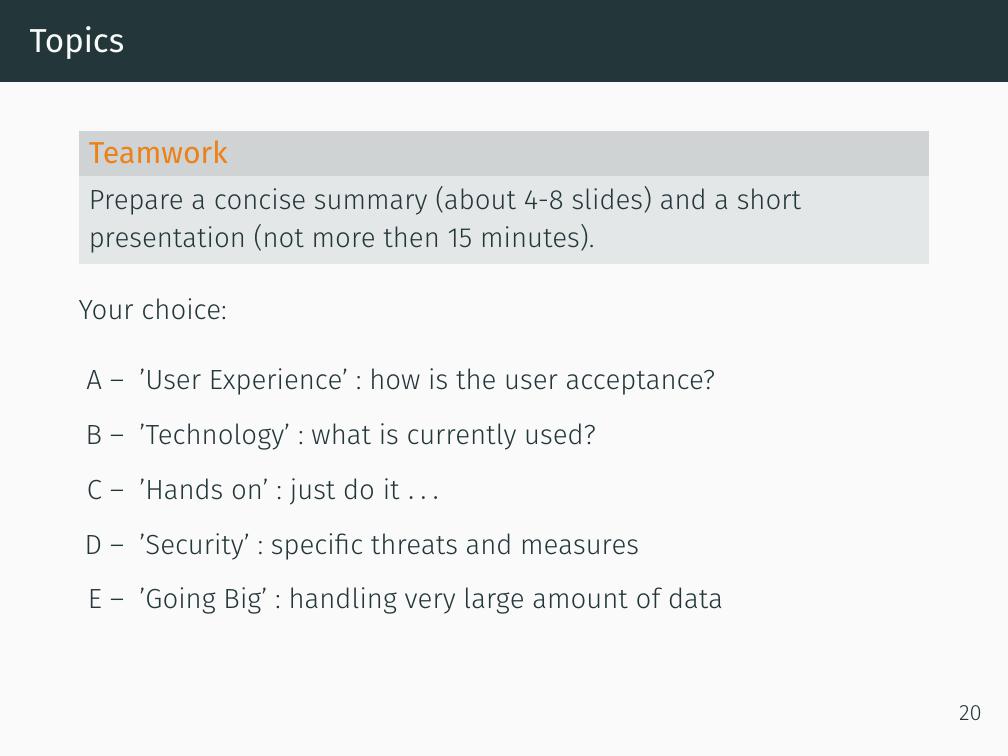 Topics
Teamwork
Prepare a concise summary (about 4-8 slides) and a short
presentation (not more then 15 minutes).
Your choice:
A – ’User Experience’ : how is the user acceptance?
B – ’Technology’ : what is currently used?
C – ’Hands on’ : just do it . . .
D – ’Security’ : specific threats and measures
E – ’Going Big’ : handling very large amount of data
20